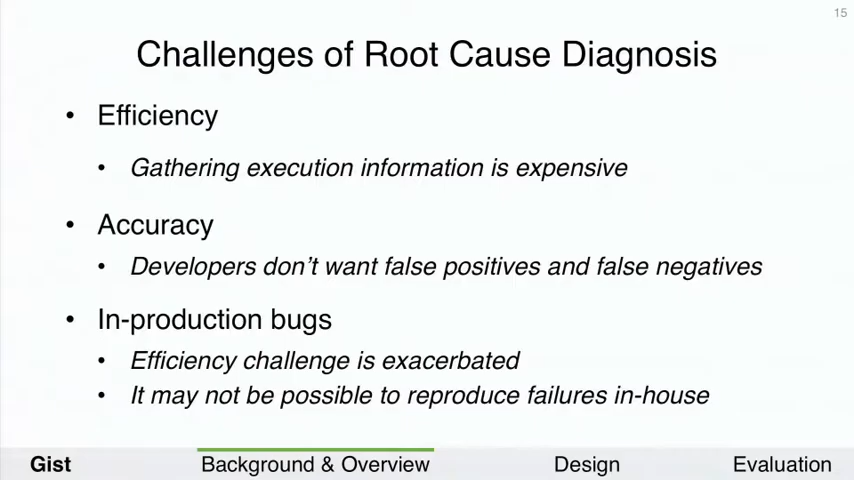 15
Challenges of Root Cause Diagnosis
• Efficiency
• Gathering execution information is expensive
• Accuracy
• Developers don't want false positives and false negatives
• In-production bugs
• Efficiency challenge is exacerbated
• It may not be possible to reproduce failures in-house
Gist Background & Overview Design Evaluation